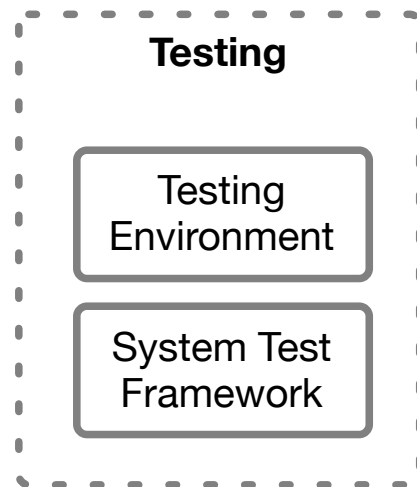 Testing
Testing
Environment
System Test
Framework